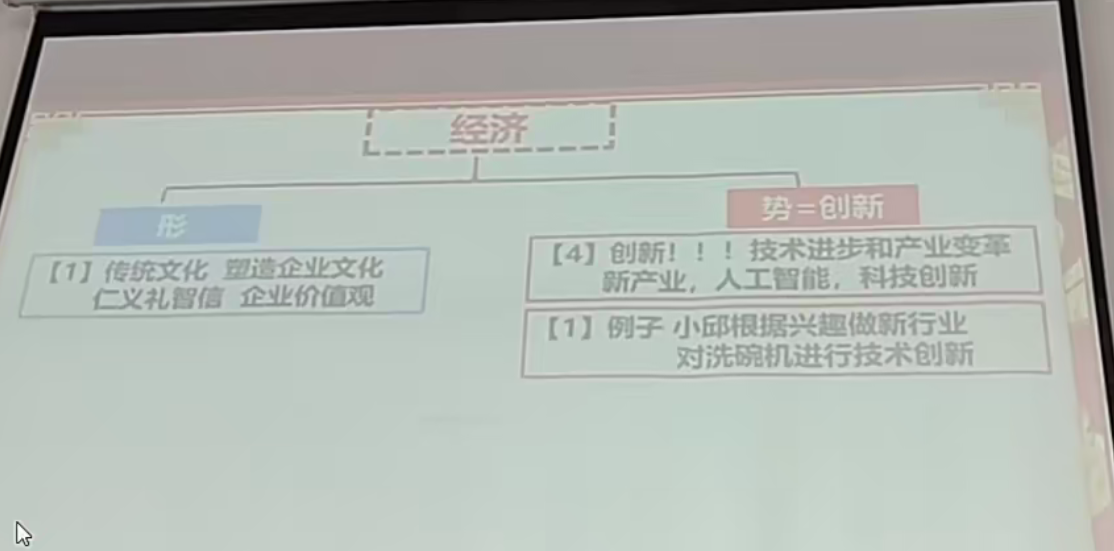 经济
形
势=创新
【1】传统文化 塑造企业文化
仁义礼智信 企业价值观
【4】创新！！！技术进步和产业变革
新产业，人工智能，科技创新
【1】例子 小邱根据兴趣做新行业
对洗碗机进行技术创新